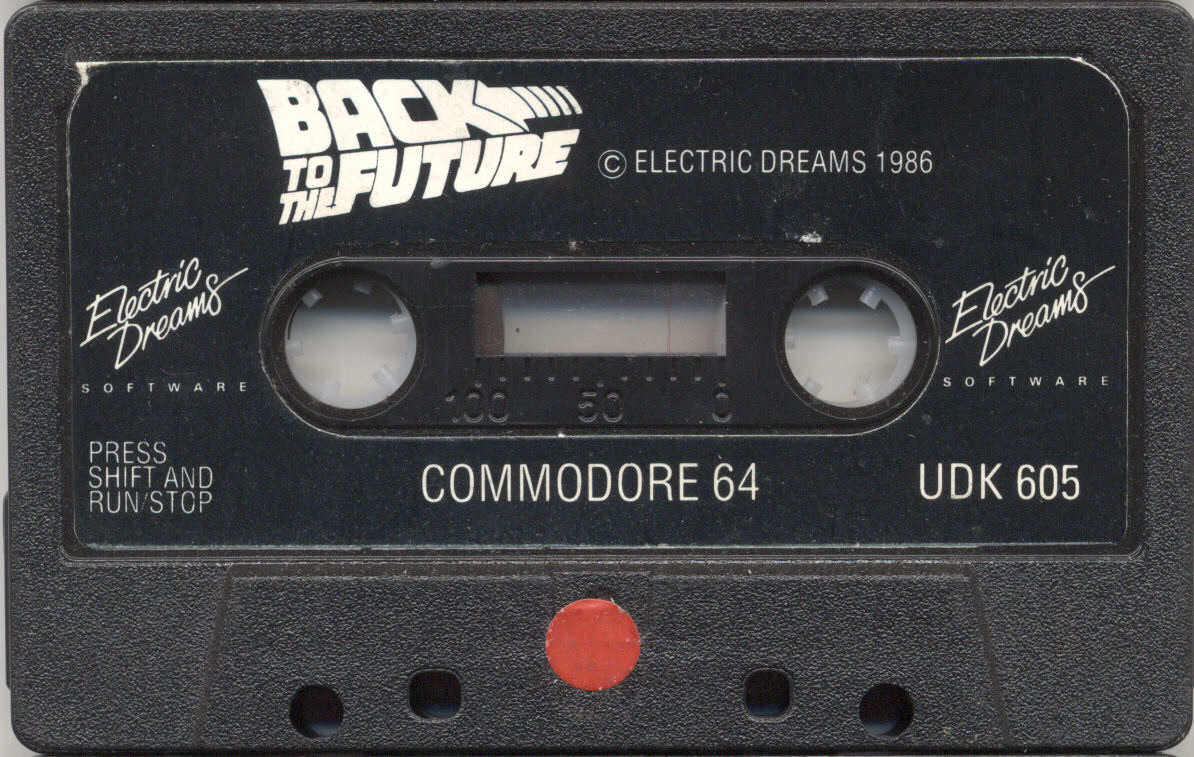 BACK
TO THE FUTURE
© ELECTRIC DREAMS 1986
Electric
Dreams
SOFTWARE
Electric
Dreams
SOFTWARE
100 50 0
PRESS
SHIFT AND
RUN/STOP
COMMODORE 64
UDK 605